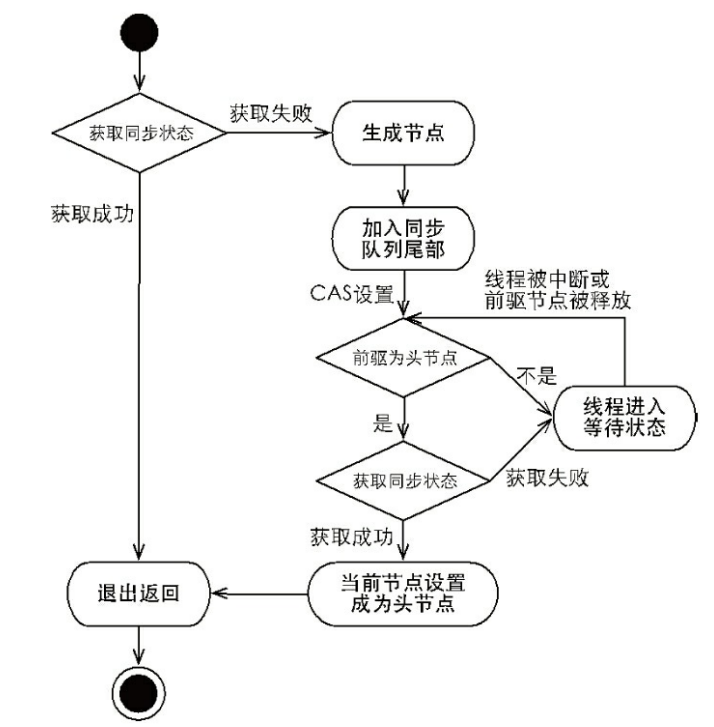 获取同步状态
获取失败
生成节点
获取成功
加入同步
队列尾部
CAS设置
线程被中断或
前驱节点被释放
前驱为头节点
不是
线程进入
等待状态
是
获取同步状态
获取失败
获取成功
退出返回
当前节点设置
成为头节点